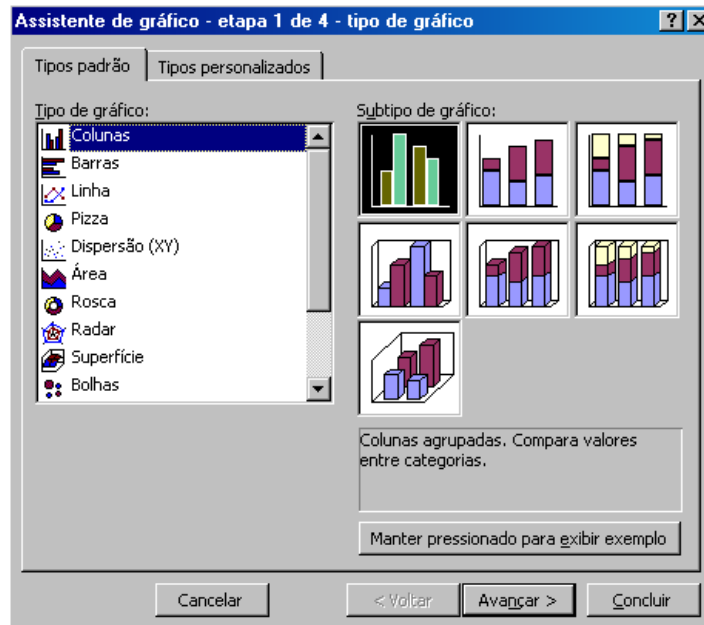 Assistente de gráfico - etapa 1 de 4 - tipo de gráfico
Tipos padrão
Tipos personalizados
Tipo de gráfico:
Colunas
Barras
Linha
Pizza
Dispersão (XY)
Área
Rosca
Radar
Superfície
Bolhas
Subtipo de gráfico:
Colunas agrupadas. Compara valores
entre categorias.
Manter pressionado para exibir exemplo
Cancelar
< Voltar
Avançar >
Concluir